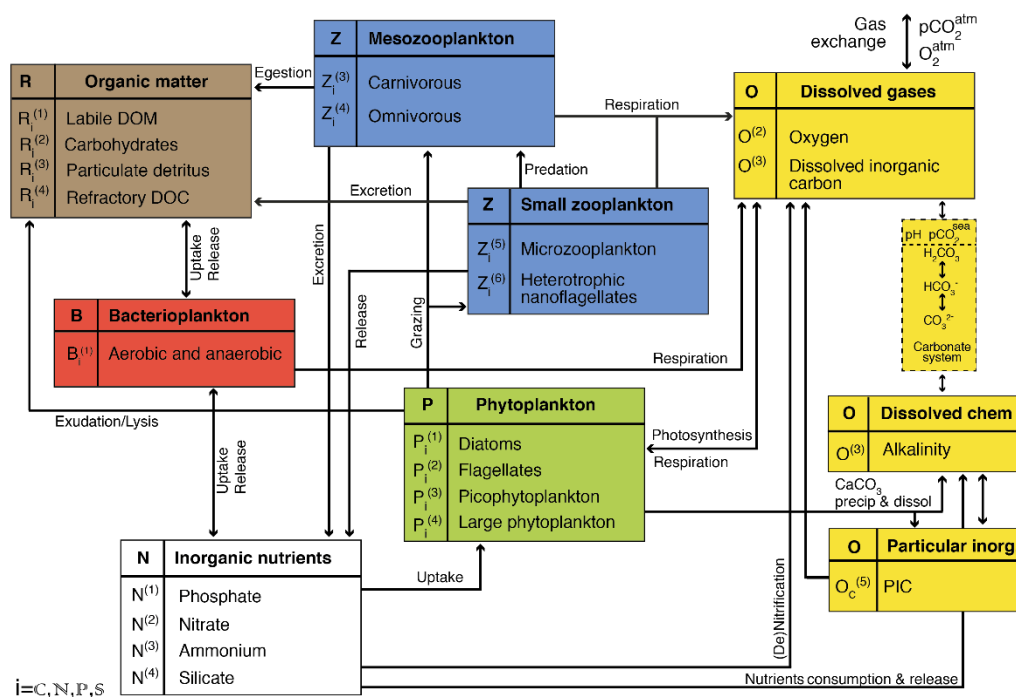 Gas exchange
pCO₂ᵃᵗᵐ
O₂ᵃᵗᵐ
Z Mesozooplankton
Zᵢ⁽³⁾ Carnivorous
Zᵢ⁽⁴⁾ Omnivorous
Egestion
R Organic matter
Rᵢ⁽¹⁾ Labile DOM
Rᵢ⁽²⁾ Carbohydrates
Rᵢ⁽³⁾ Particulate detritus
Rᵢ⁽⁴⁾ Refractory DOC
Respiration
O Dissolved gases
O⁽²⁾ Oxygen
O⁽³⁾ Dissolved inorganic
carbon
Predation
Excretion
Z Small zooplankton
Zᵢ⁽⁵⁾ Microzooplankton
Zᵢ⁽⁶⁾ Heterotrophic
nanoflagellates
pH pCO₂ˢᵉᵃ
H₂CO₃
HCO₃⁻
CO₃²⁻
Carbonate
system
Uptake
Release
Excretion
Release
Grazing
B Bacterioplankton
Bᵢ⁽¹⁾ Aerobic and anaerobic
Respiration
Exudation/Lysis
P Phytoplankton
Pᵢ⁽¹⁾ Diatoms
Pᵢ⁽²⁾ Flagellates
Pᵢ⁽³⁾ Picophytoplankton
Pᵢ⁽⁴⁾ Large phytoplankton
Photosynthesis
Respiration
O Dissolved chem
O⁽³⁾ Alkalinity
CaCO₃
precip & dissol
Uptake
Release
N Inorganic nutrients
N⁽¹⁾ Phosphate
N⁽²⁾ Nitrate
N⁽³⁾ Ammonium
N⁽⁴⁾ Silicate
Uptake
(De)Nitrification
O Particular inorg.
O_c⁽⁵⁾ PIC
Nutrients consumption & release
i=C,N,P,S